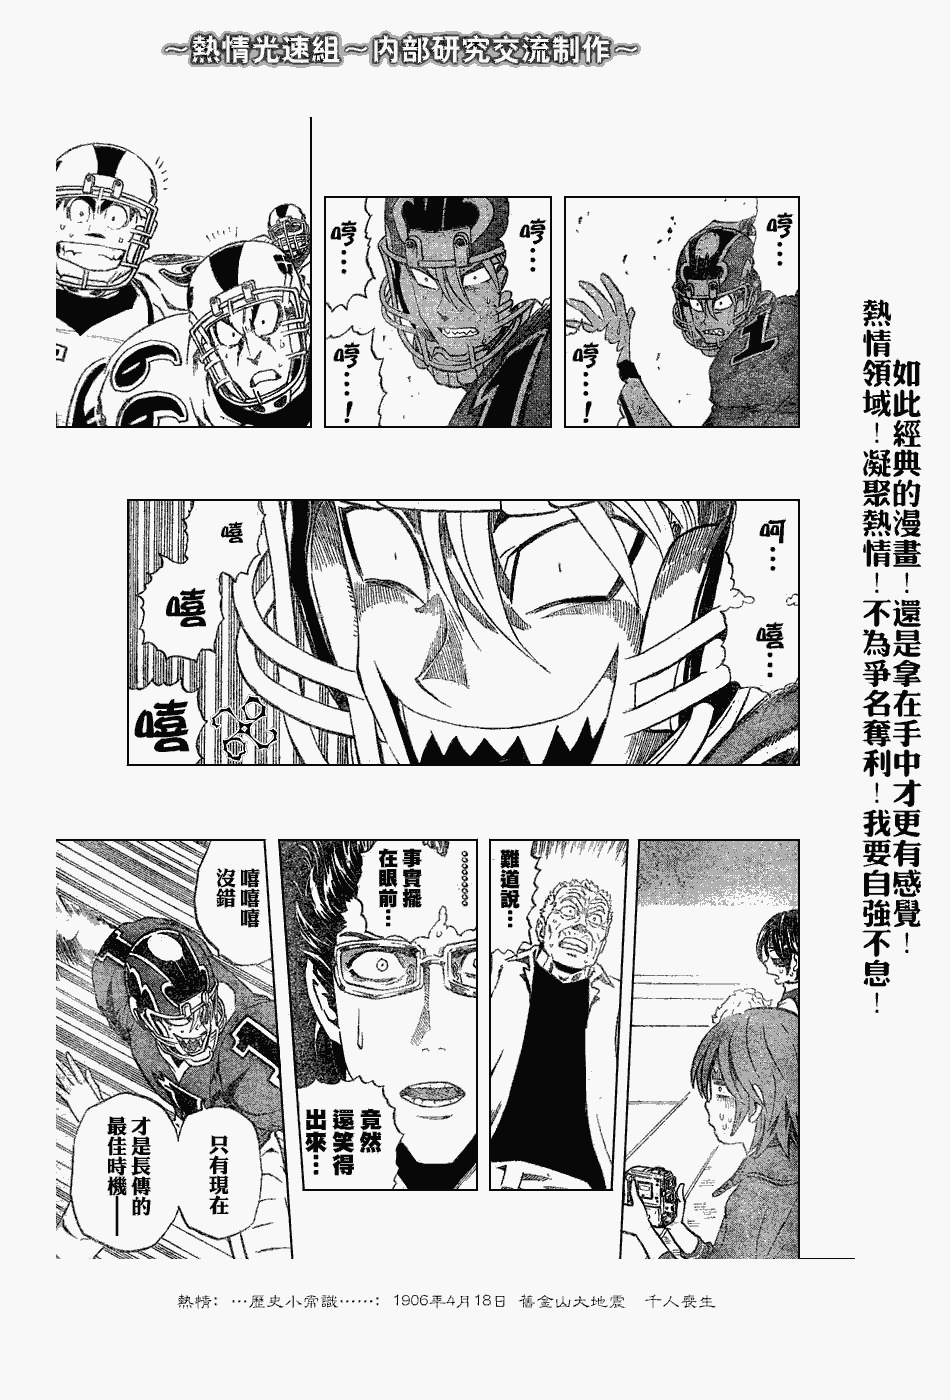 ～熱情光速組～内部研究交流制作～
如此經典的漫畫！還是拿在手中才更有感覺！
熱情領域！凝聚熱情！不為爭名奪利！我要自強不息！
哼…
哼…！
哼…
哼…！
呵…
嘻…
嘻
嘻
嘻
難道說…
………
事實擺
在眼前…
竟然
還笑得
出來…
嘻嘻嘻
沒錯
只有現在
才是長傳的
最佳時機──
熱情：…歷史小常識……：1906年4月18日 舊金山大地震 千人喪生